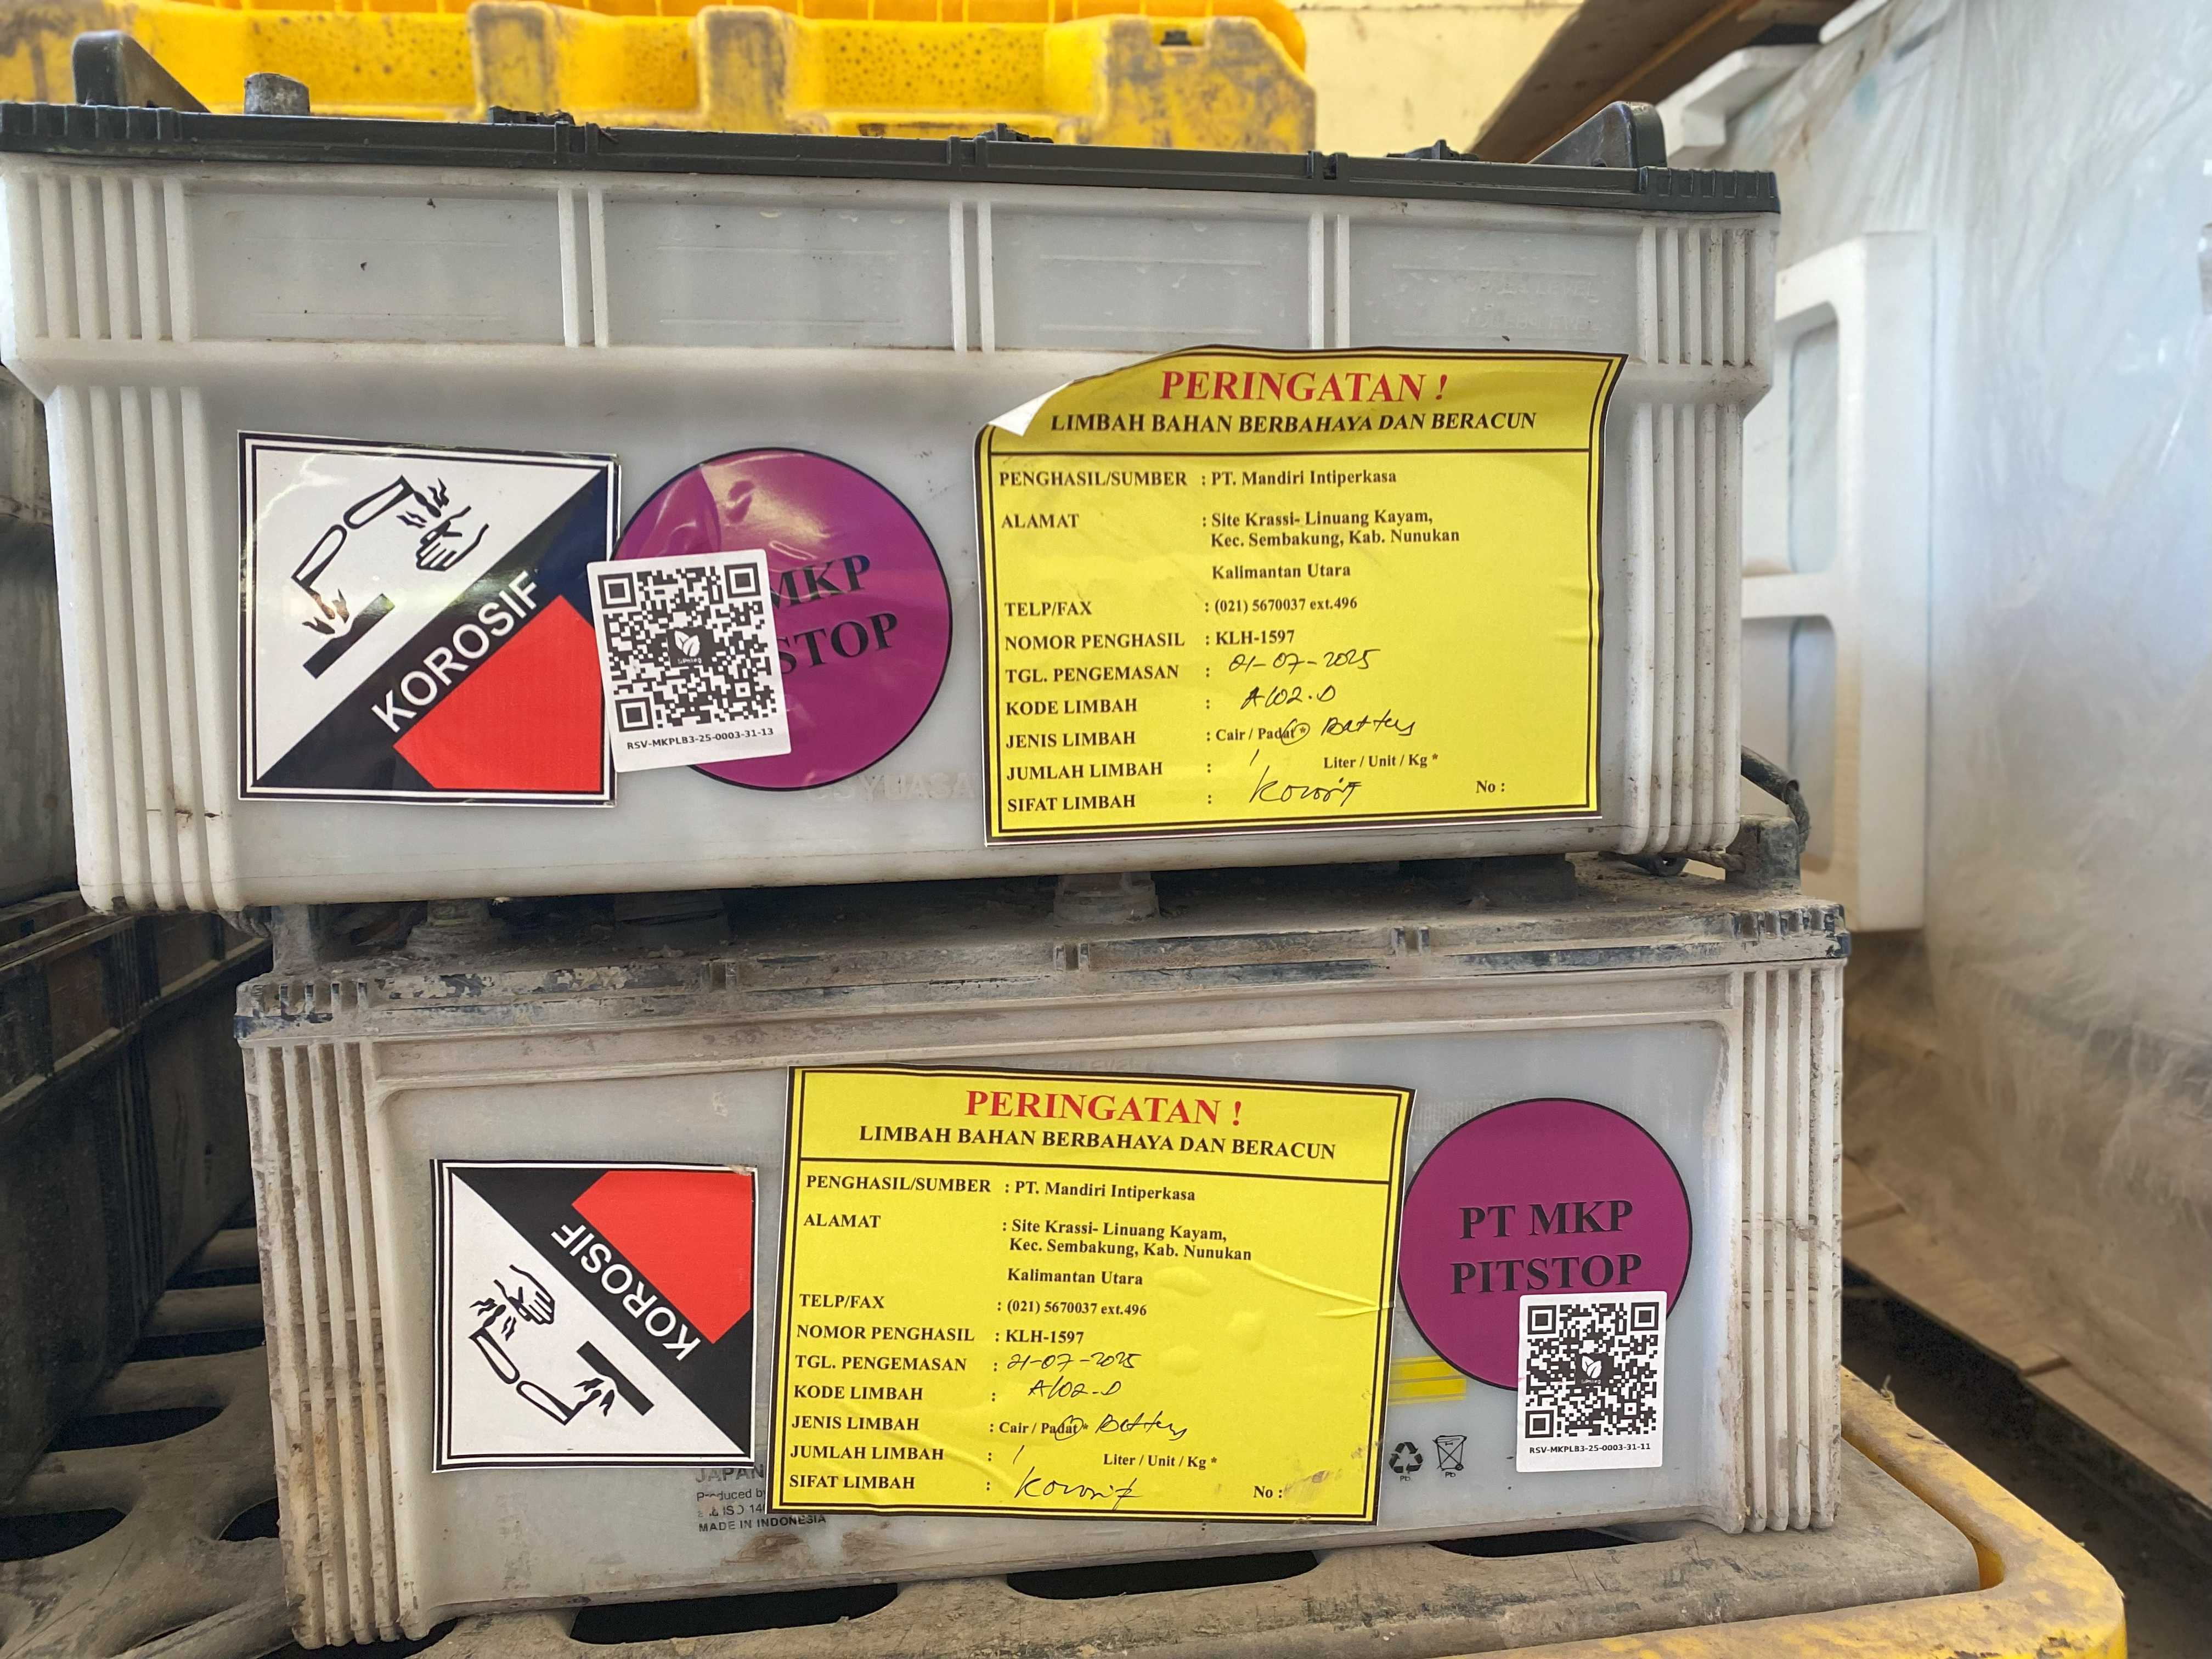 PERINGATAN !
LIMBAH BAHAN BERBAHAYA DAN BERACUN
PENGHASIL/SUMBER : PT. Mandiri Intiperkasa
ALAMAT : Site Krassi- Linuang Kayam,
Kec. Sembakung, Kab. Nunukan
Kalimantan Utara
TELP/FAX : (021) 5670037 ext.496
NOMOR PENGHASIL : KLH-1597
TGL. PENGEMASAN : 01-07-2025
KODE LIMBAH : A102.D
JENIS LIMBAH : Cair / Padat * Battery
JUMLAH LIMBAH : 1 Liter / Unit / Kg *
SIFAT LIMBAH : Korosif No :
KOROSIF
MKP
STOP
RSV-MKPLB3-25-0003-31-13
YUASA
PERINGATAN !
LIMBAH BAHAN BERBAHAYA DAN BERACUN
PENGHASIL/SUMBER : PT. Mandiri Intiperkasa
ALAMAT : Site Krassi- Linuang Kayam,
Kec. Sembakung, Kab. Nunukan
Kalimantan Utara
TELP/FAX : (021) 5670037 ext.496
NOMOR PENGHASIL : KLH-1597
TGL. PENGEMASAN : 21-07-2025
KODE LIMBAH : A102-D
JENIS LIMBAH : Cair / Padat * Battery
JUMLAH LIMBAH : 1 Liter / Unit / Kg *
SIFAT LIMBAH : Korosif No :
KOROSIF
PT MKP
PITSTOP
RSV-MKPLB3-25-0003-31-11
Pb
Pb
JAPAN
MADE IN INDONESIA